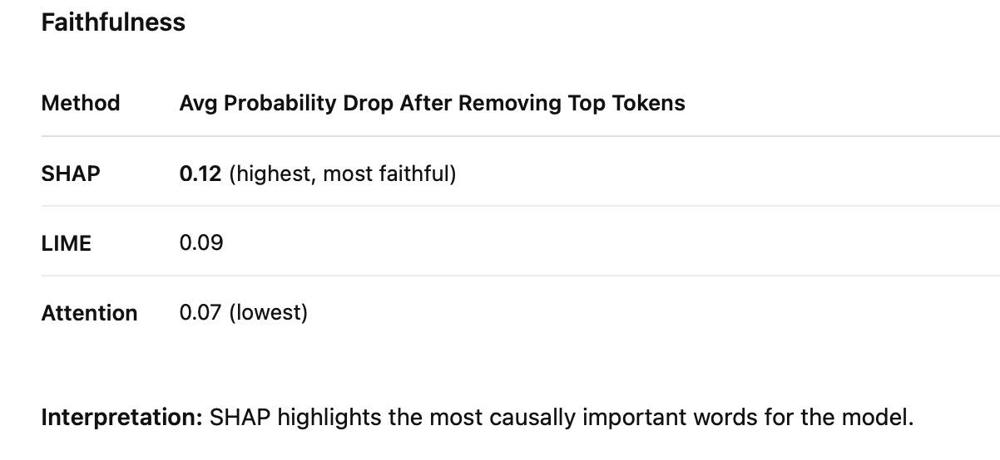 Faithfulness
Method Avg Probability Drop After Removing Top Tokens
SHAP 0.12 (highest, most faithful)
LIME 0.09
Attention 0.07 (lowest)
Interpretation: SHAP highlights the most causally important words for the model.